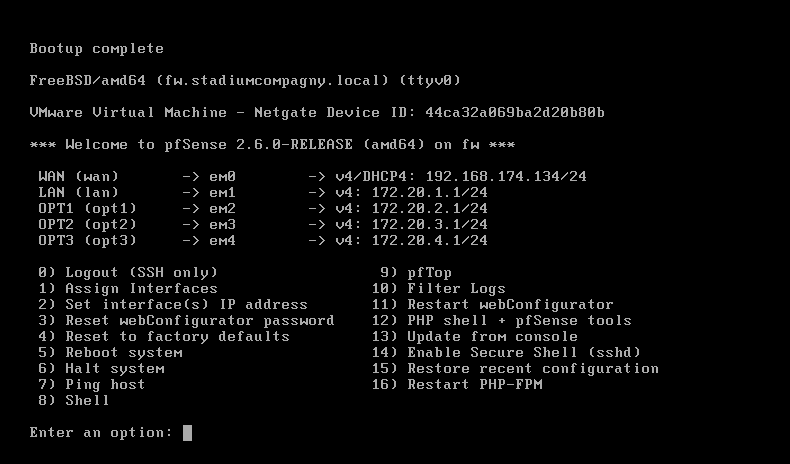 Bootup complete
FreeBSD/amd64 (fw.stadiumcompagny.local) (ttyv0)
VMware Virtual Machine - Netgate Device ID: 44ca32a069ba2d20b80b
*** Welcome to pfSense 2.6.0-RELEASE (amd64) on fw ***
WAN (wan)       -> em0        -> v4/DHCP4: 192.168.174.134/24
LAN (lan)       -> em1        -> v4: 172.20.1.1/24
OPT1 (opt1)     -> em2        -> v4: 172.20.2.1/24
OPT2 (opt2)     -> em3        -> v4: 172.20.3.1/24
OPT3 (opt3)     -> em4        -> v4: 172.20.4.1/24
0) Logout (SSH only)                  9) pfTop
1) Assign Interfaces                 10) Filter Logs
2) Set interface(s) IP address       11) Restart webConfigurator
3) Reset webConfigurator password    12) PHP shell + pfSense tools
4) Reset to factory defaults         13) Update from console
5) Reboot system                     14) Enable Secure Shell (sshd)
6) Halt system                       15) Restore recent configuration
7) Ping host                         16) Restart PHP-FPM
8) Shell
Enter an option: